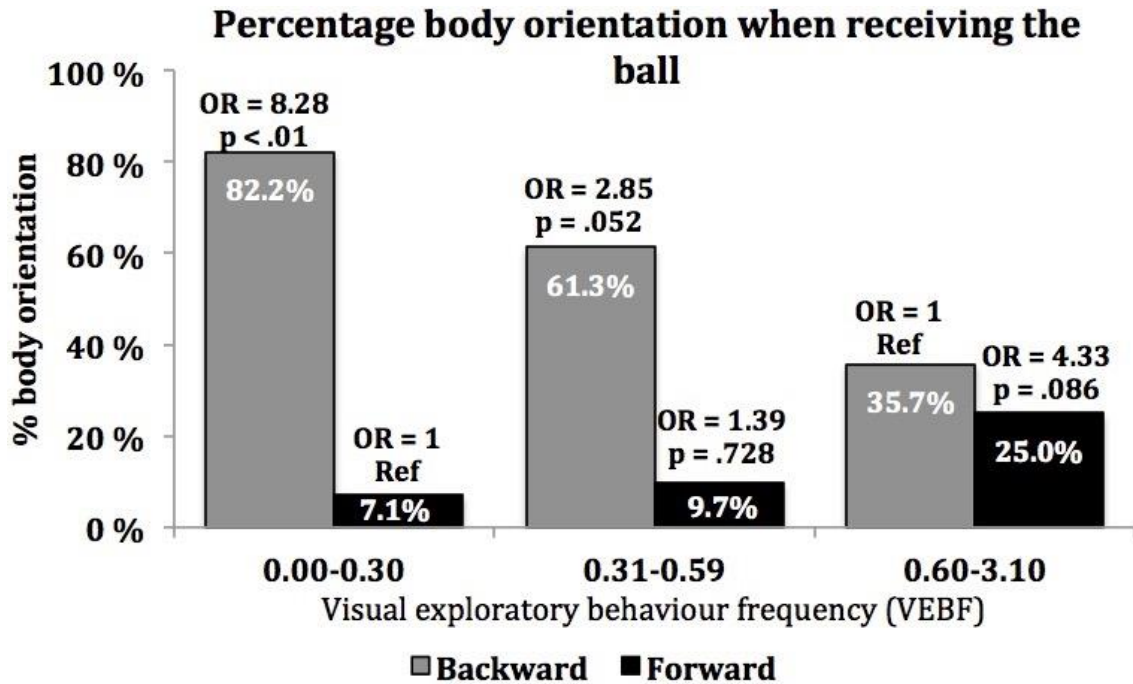 Percentage body orientation when receiving the
ball
100 %
80 %
60 %
40 %
20 %
0 %
% body orientation
OR = 8.28
p < .01
82.2%
OR = 1
Ref
7.1%
OR = 2.85
p = .052
61.3%
OR = 1.39
p = .728
9.7%
OR = 1
Ref
35.7%
OR = 4.33
p = .086
25.0%
0.00-0.30 0.31-0.59 0.60-3.10
Visual exploratory behaviour frequency (VEBF)
Backward Forward